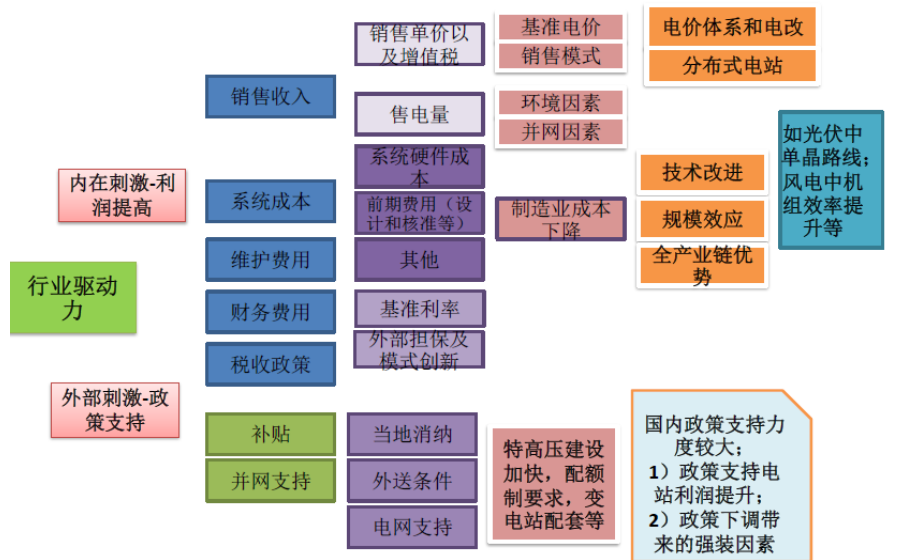 行业驱动
力
内在刺激-利
润提高
外部刺激-政
策支持
销售收入
系统成本
维护费用
财务费用
税收政策
补贴
并网支持
销售单价以
及增值税
售电量
系统硬件成
本
前期费用（设
计和核准等）
其他
基准利率
外部担保及
模式创新
当地消纳
外送条件
电网支持
基准电价
销售模式
环境因素
并网因素
制造业成本
下降
特高压建设
加快，配额
制要求，变
电站配套等
电价体系和电改
分布式电站
技术改进
规模效应
全产业链优
势
如光伏中
单晶路线；
风电中机
组效率提
升等
国内政策支持力
度较大；
1）政策支持电
站利润提升；
2）政策下调带
来的强装因素